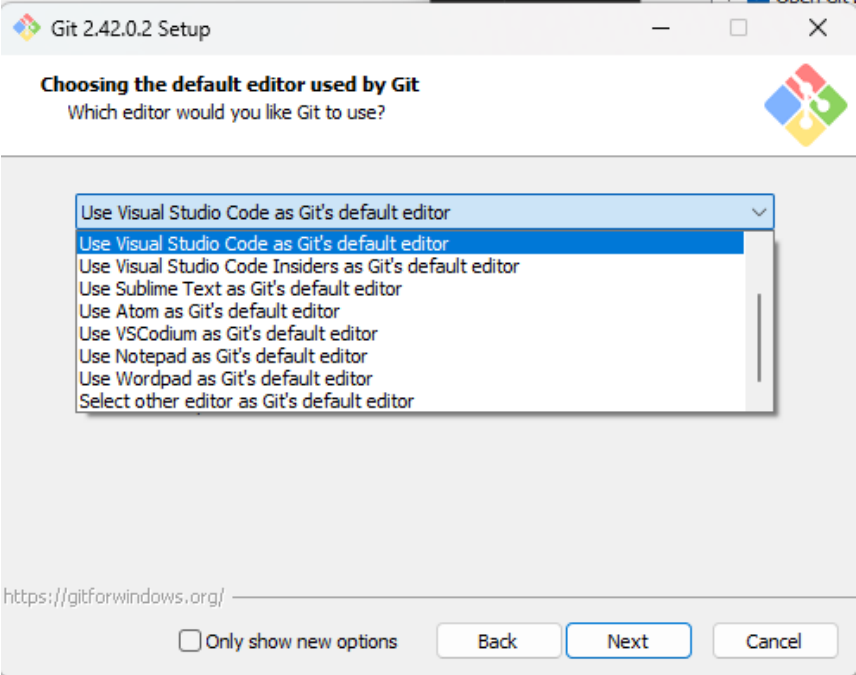 Open Git
Git 2.42.0.2 Setup
Choosing the default editor used by Git
Which editor would you like Git to use?
Use Visual Studio Code as Git's default editor
Use Visual Studio Code as Git's default editor
Use Visual Studio Code Insiders as Git's default editor
Use Sublime Text as Git's default editor
Use Atom as Git's default editor
Use VSCodium as Git's default editor
Use Notepad as Git's default editor
Use Wordpad as Git's default editor
Select other editor as Git's default editor
https://gitforwindows.org/
Only show new options
Back
Next
Cancel